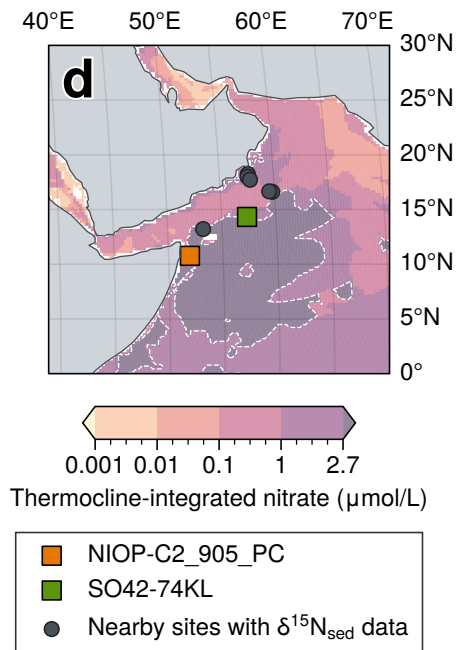 40°E 50°E 60°E 70°E
30°N
d
25°N
20°N
15°N
10°N
5°N
0°
0.001 0.01 0.1 1 2.7
Thermocline-integrated nitrate (μmol/L)
NIOP-C2_905_PC
SO42-74KL
Nearby sites with δ¹⁵N_sed data